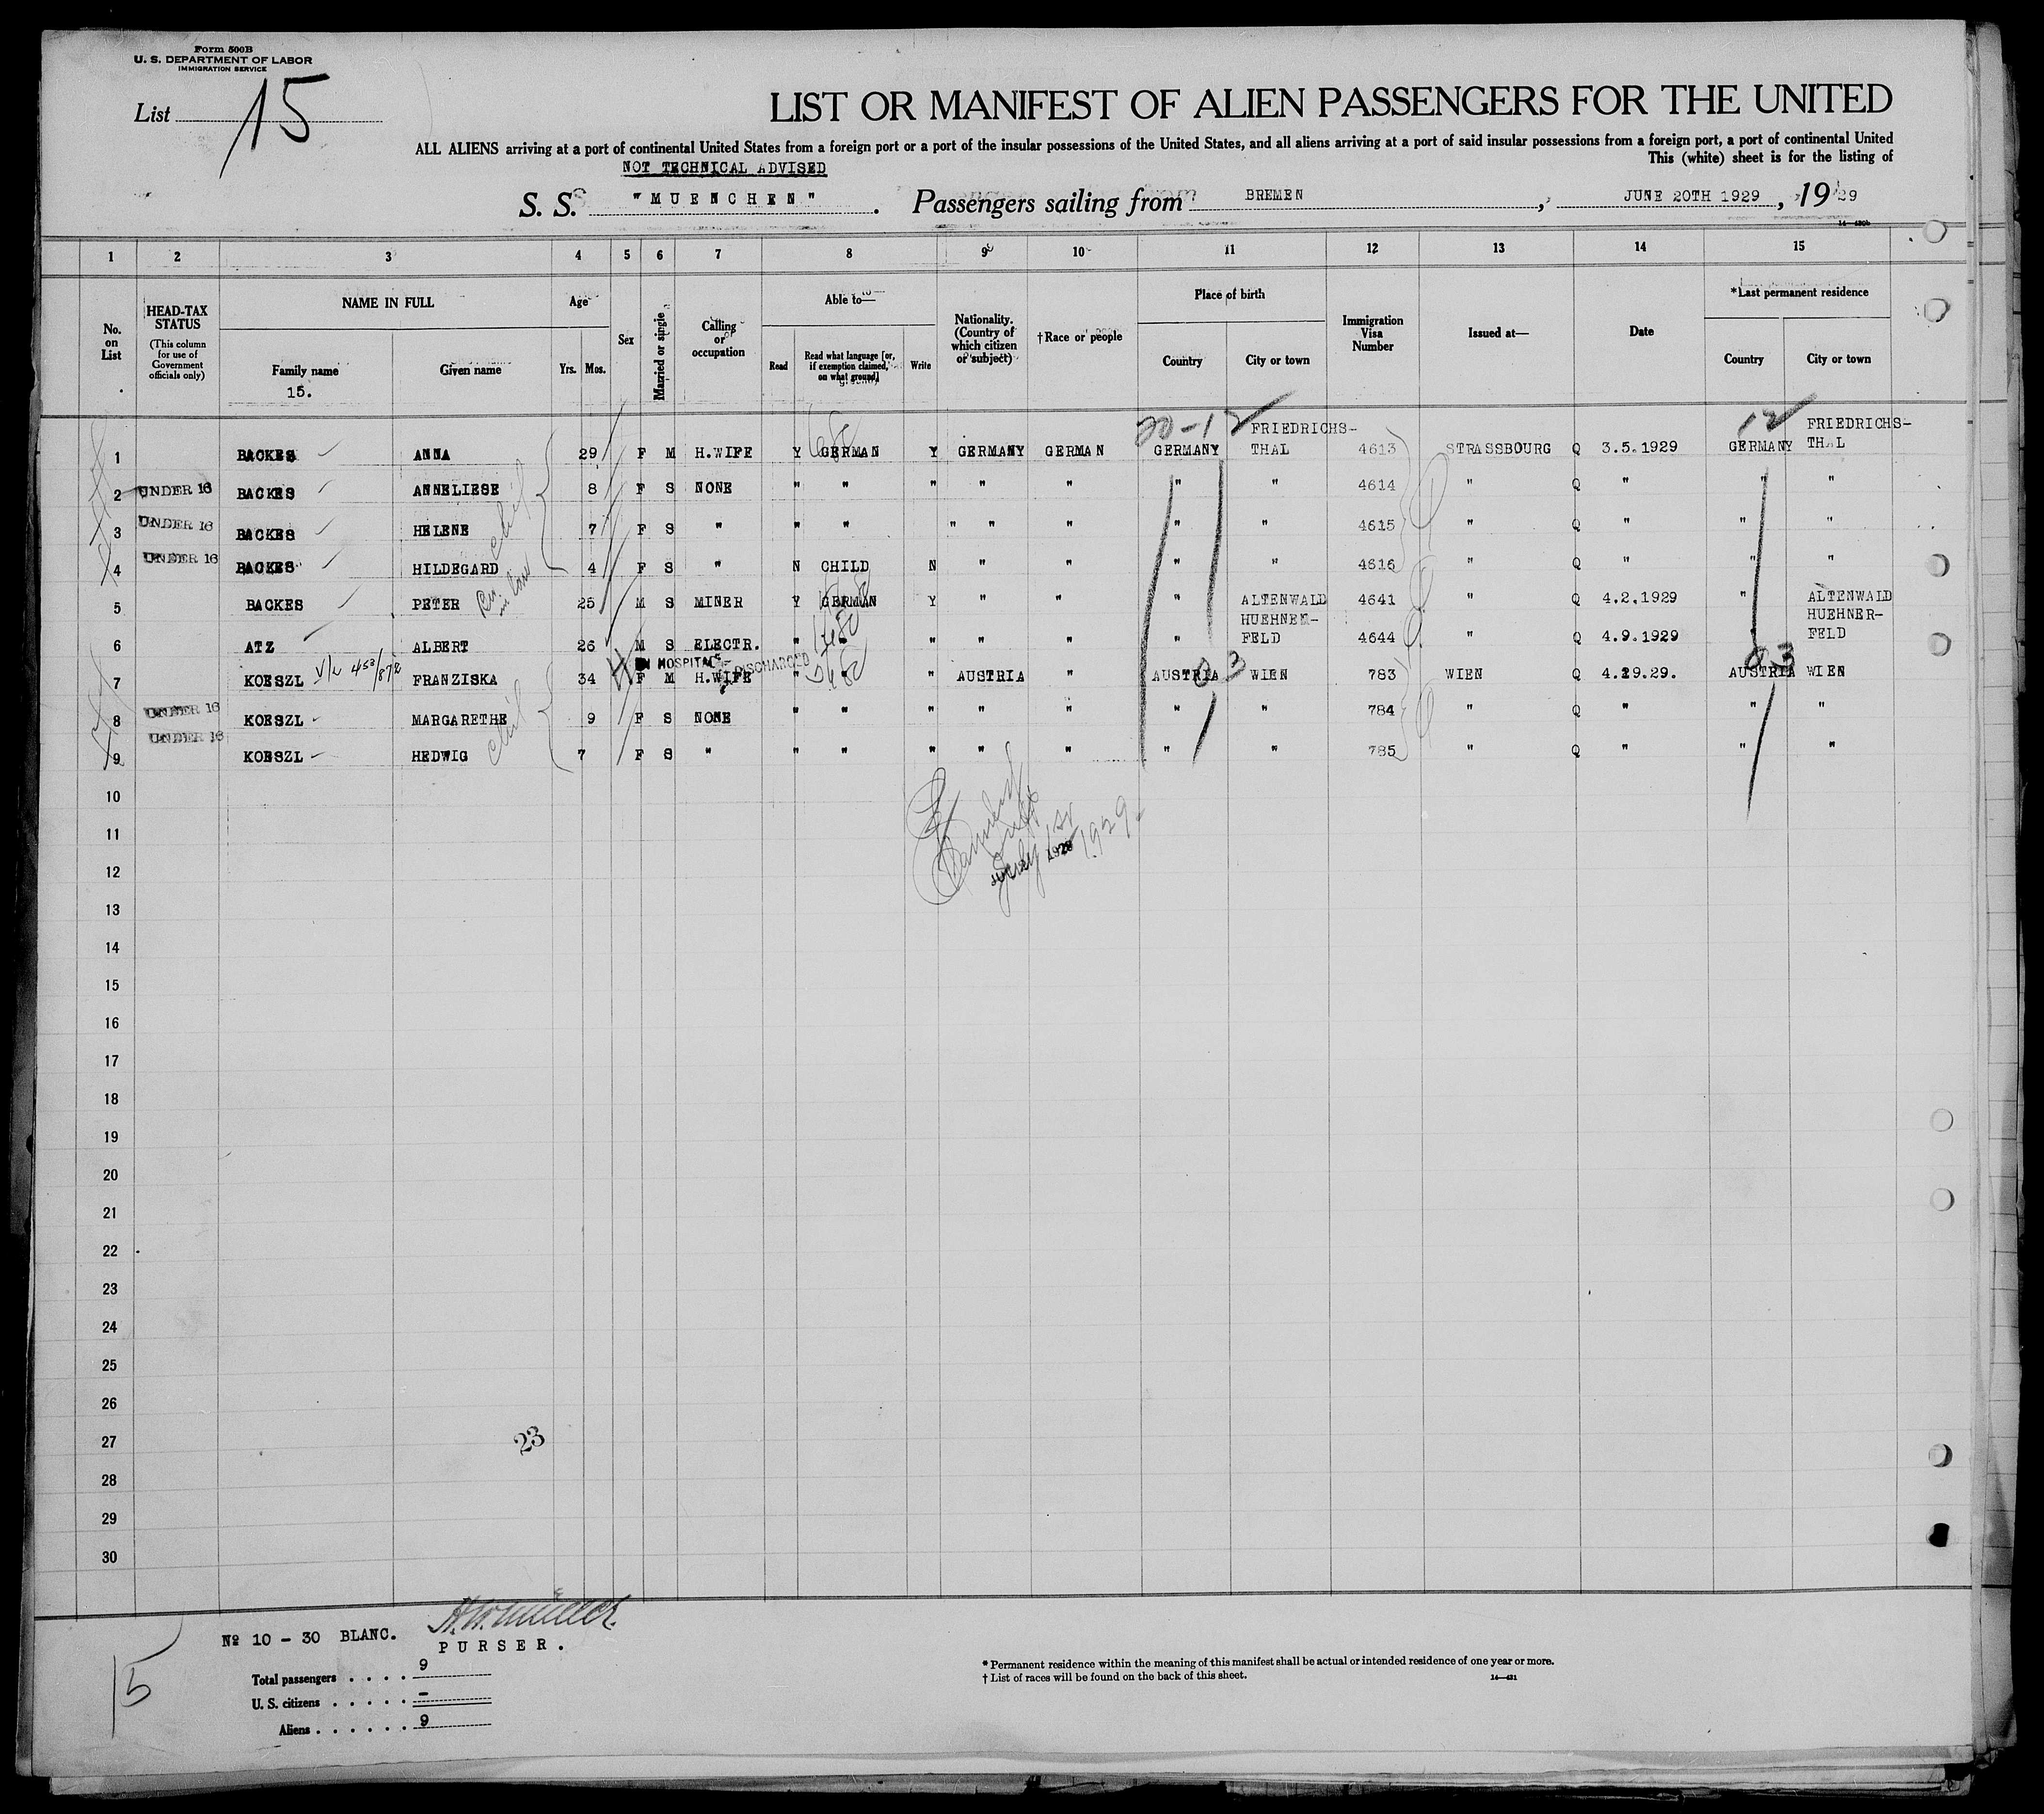 Form 500B
U. S. DEPARTMENT OF LABOR
IMMIGRATION SERVICE
List 15
LIST OR MANIFEST OF ALIEN PASSENGERS FOR THE UNITED
ALL ALIENS arriving at a port of continental United States from a foreign port or a port of the insular possessions of the United States, and all aliens arriving at a port of said insular possessions from a foreign port, a port of continental United
This (white) sheet is for the listing of
NOT TECHNICAL ADVISED
S. S. "MUENCHEN". Passengers sailing from BREMEN, JUNE 20TH 1929, 1929
14—430b
1 2 3 4 5 6 7 8 9 10 11 12 13 14 15
No. on List
HEAD-TAX STATUS
(This column for use of Government officials only)
NAME IN FULL
Family name
15.
Given name
Age
Yrs. Mos.
Sex
Married or single
Calling or occupation
Able to—
Read
Read what language [or, if exemption claimed, on what ground]
Write
Nationality. (Country of which citizen or subject)
†Race or people
Place of birth
Country
City or town
Immigration Visa Number
Issued at—
Date
*Last permanent residence
Country
City or town
20-12 12
1 BACKES ANNA 29 F M H.WIFE Y GERMAN Y GERMANY GERMAN GERMANY FRIEDRICHS-THAL 4613 STRASSBOURG Q 3.5.1929 GERMANY FRIEDRICHS-THAL
2 UNDER 16 BACKES ANNELIESE 8 F S NONE " " " " " " " 4614 " Q " " "
3 UNDER 16 BACKES HELENE 7 F S " " " " " " " " 4615 " Q " " "
4 UNDER 16 BACKES HILDEGARD 4 F S " N CHILD N " " " " 4616 " Q " " "
5 BACKES PETER 25 M S MINER Y GERMAN Y " " " ALTENWALD 4641 " Q 4.2.1929 " ALTENWALD
6 ATZ ALBERT 26 M S ELECTR. " " " " " " HUEHNER-FELD 4644 " Q 4.9.1929 HUEHNER-FELD
IN HOSPITAL DISCHARGED
03 03
7 KOESZL FRANZISKA 34 F M H.WIFE " " " AUSTRIA " AUSTRIA WIEN 783 WIEN Q 4.29.29. AUSTRIA WIEN
8 UNDER 16 KOESZL MARGARETHE 9 F S NONE " " " " " " " 784 " Q " " "
9 UNDER 16 KOESZL HEDWIG 7 F S " " " " " " " " 785 " Q " " "
July 1st 1929
10
11
12
13
14
15
16
17
18
19
20
21
22
23
24
25
26
27
28
29
30
23
Nº 10 - 30 BLANC.
PURSER.
15
Total passengers . . . . 9
U. S. citizens . . . . . –
Aliens . . . . . . 9
* Permanent residence within the meaning of this manifest shall be actual or intended residence of one year or more.
† List of races will be found on the back of this sheet.
14—431